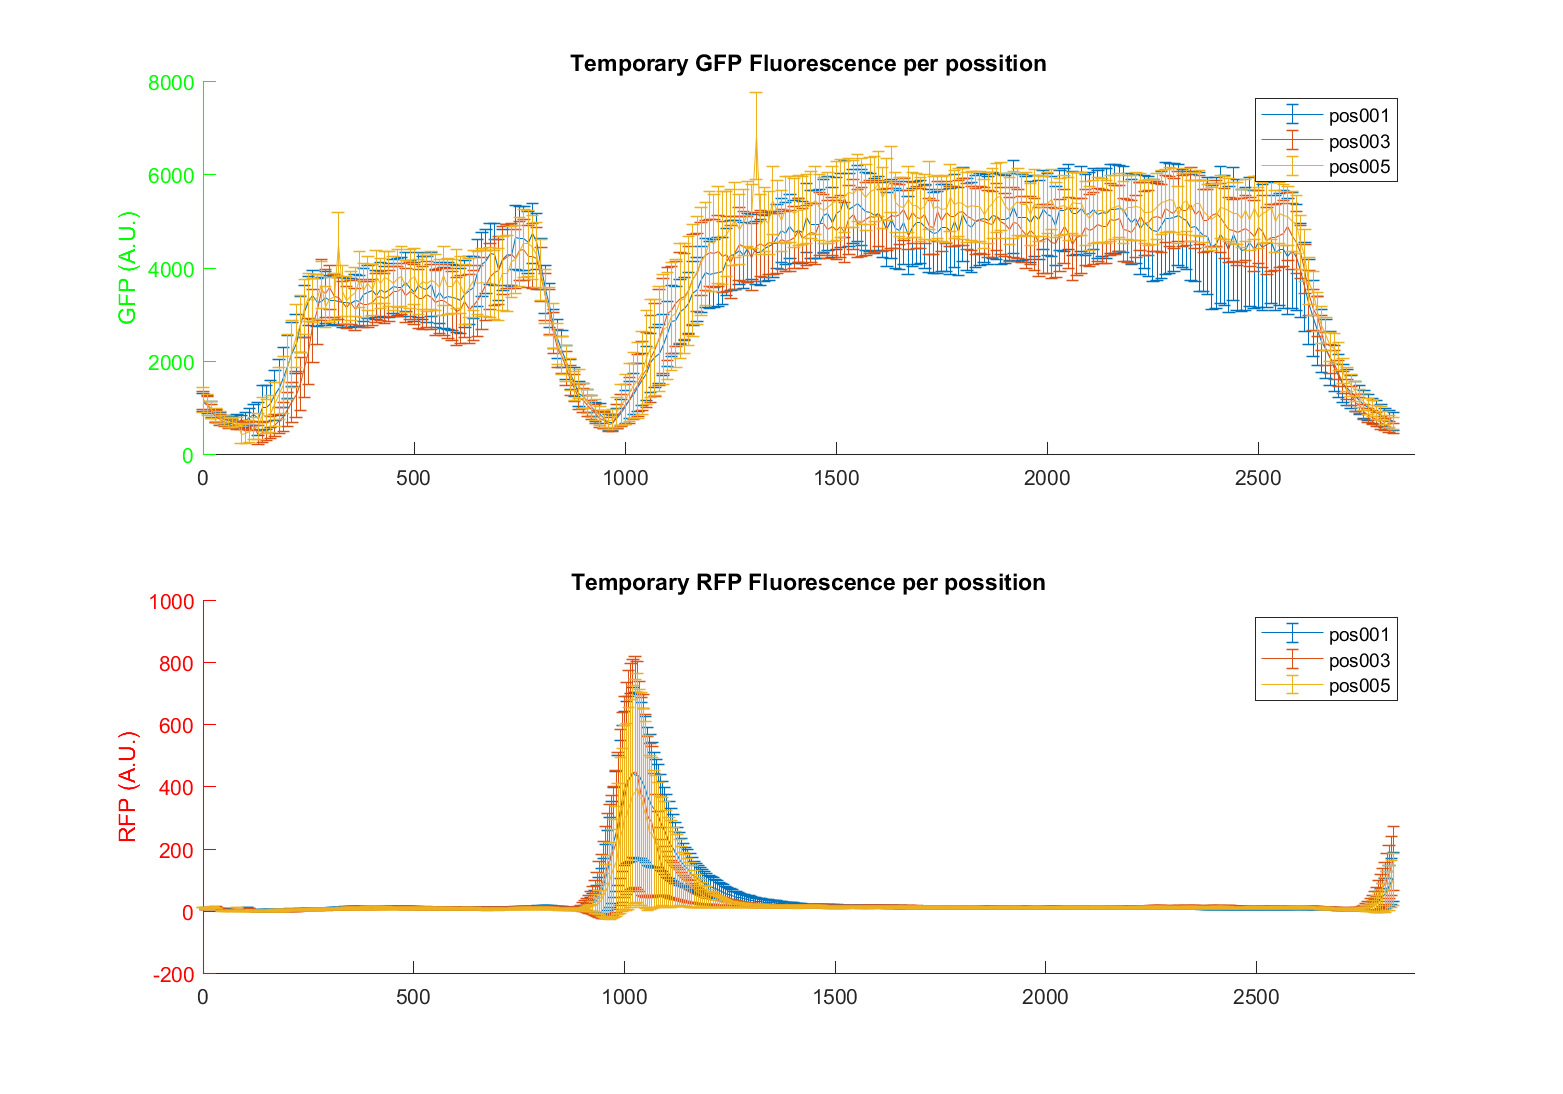 Temporary GFP Fluorescence per possition
GFP (A.U.)
8000
6000
4000
2000
0
0 500 1000 1500 2000 2500
pos001
pos003
pos005
Temporary RFP Fluorescence per possition
RFP (A.U.)
1000
800
600
400
200
0
-200
0 500 1000 1500 2000 2500
pos001
pos003
pos005